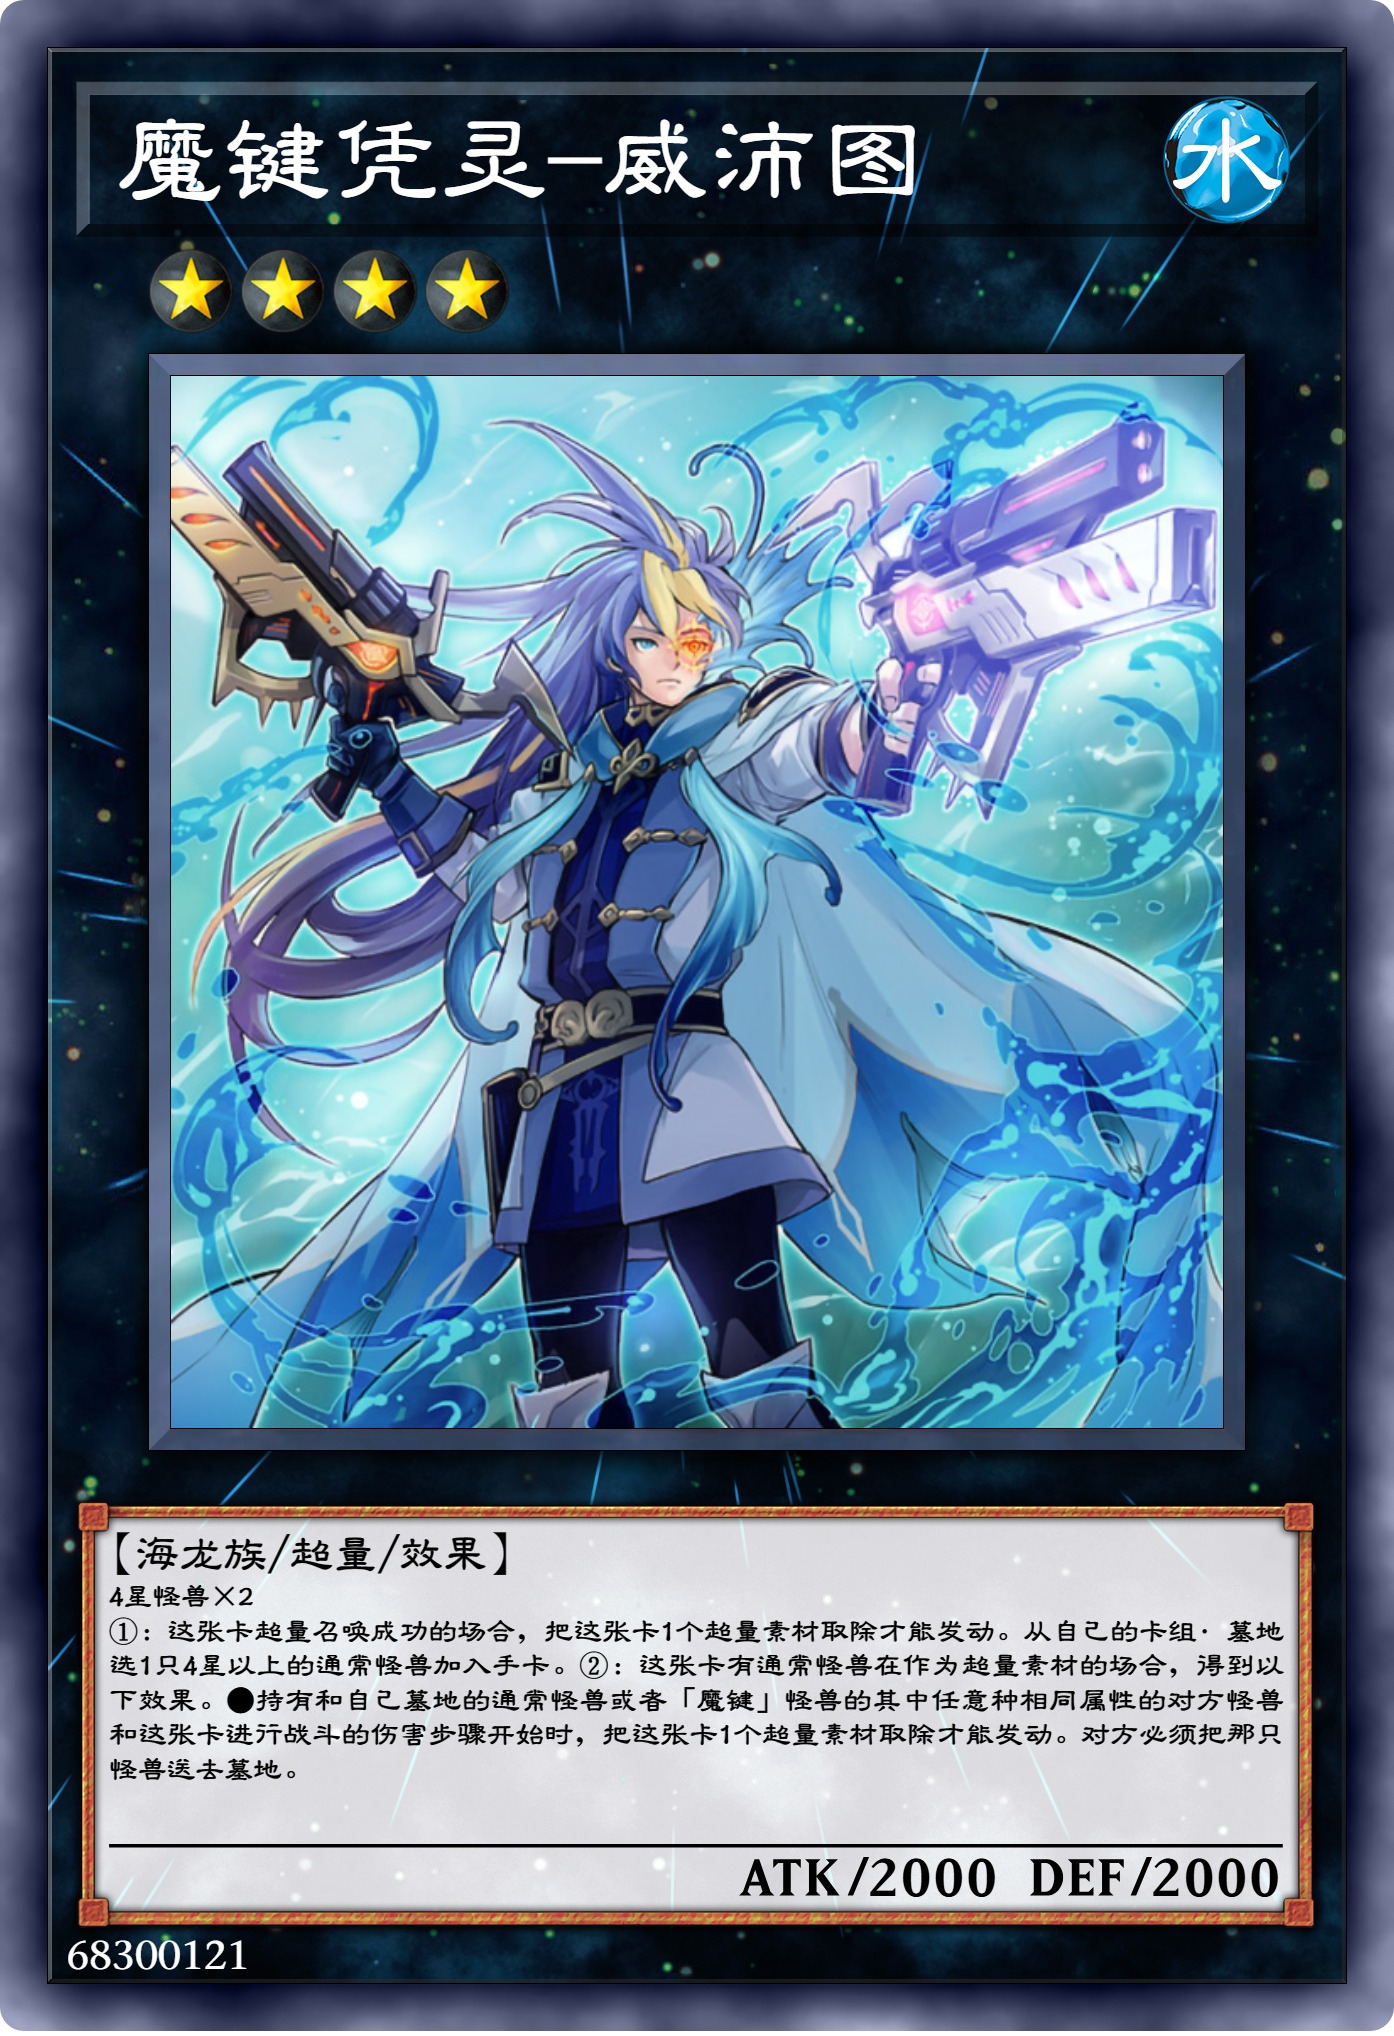 魔键凭灵-威沛图
水
【海龙族/超量/效果】
4星怪兽×2
①：这张卡超量召唤成功的场合，把这张卡1个超量素材取除才能发动。从自己的卡组·墓地
选1只4星以上的通常怪兽加入手卡。②：这张卡有通常怪兽在作为超量素材的场合，得到以
下效果。●持有和自己墓地的通常怪兽或者「魔键」怪兽的其中任意种相同属性的对方怪兽
和这张卡进行战斗的伤害步骤开始时，把这张卡1个超量素材取除才能发动。对方必须把那只
怪兽送去墓地。
ATK/2000 DEF/2000
68300121